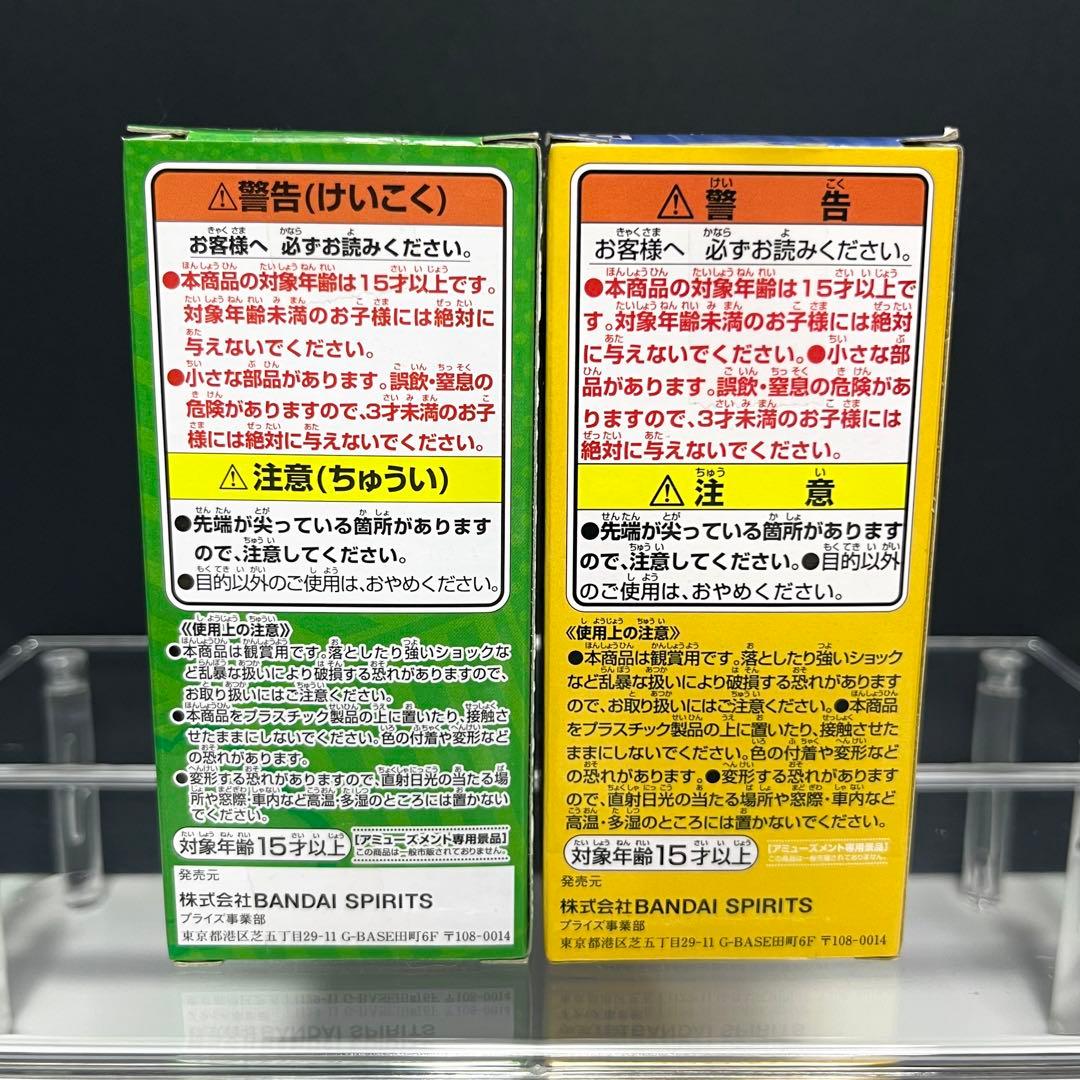 ⚠警告(けいこく)
お客様へ 必ずお読みください。
●本商品の対象年齢は15才以上です。
対象年齢未満のお子様には絶対に
与えないでください。
●小さな部品があります。誤飲・窒息の
危険がありますので、3才未満のお子
様には絶対に与えないでください。
⚠注意(ちゅうい)
●先端が尖っている箇所があります
ので、注意してください。
●目的以外のご使用は、おやめください。
《使用上の注意》
●本商品は観賞用です。落としたり強いショックな
ど乱暴な扱いにより破損する恐れがありますので、
お取り扱いにはご注意ください。
●本商品をプラスチック製品の上に置いたり、接触さ
せたままにしないでください。色の付着や変形など
の恐れがあります。
●変形する恐れがありますので、直射日光の当たる場
所や窓際・車内など高温・多湿のところには置かない
でください。
対象年齢15才以上
[アミューズメント専用景品]
この商品は一般市販されておりません。
発売元
株式会社BANDAI SPIRITS
プライズ事業部
東京都港区芝五丁目29-11 G-BASE田町6F 〒108-0014
⚠警告
お客様へ 必ずお読みください。
●本商品の対象年齢は15才以上で
す。対象年齢未満のお子様には絶対
に与えないでください。●小さな部
品があります。誤飲・窒息の危険があ
りますので、3才未満のお子様には
絶対に与えないでください。
⚠注意
●先端が尖っている箇所があります
ので、注意してください。●目的以外
のご使用は、おやめください。
《使用上の注意》
●本商品は観賞用です。落としたり強いショック
など乱暴な扱いにより破損する恐れがあります
ので、お取り扱いにはご注意ください。●本商品
をプラスチック製品の上に置いたり、接触させた
ままにしないでください。色の付着や変形など
の恐れがあります。●変形する恐れがあります
ので、直射日光の当たる場所や窓際・車内など
高温・多湿のところには置かないでください。
対象年齢15才以上
[アミューズメント専用景品]
この商品は一般市販されておりません。
発売元
株式会社BANDAI SPIRITS
プライズ事業部
東京都港区芝五丁目29-11 G-BASE田町6F 〒108-0014